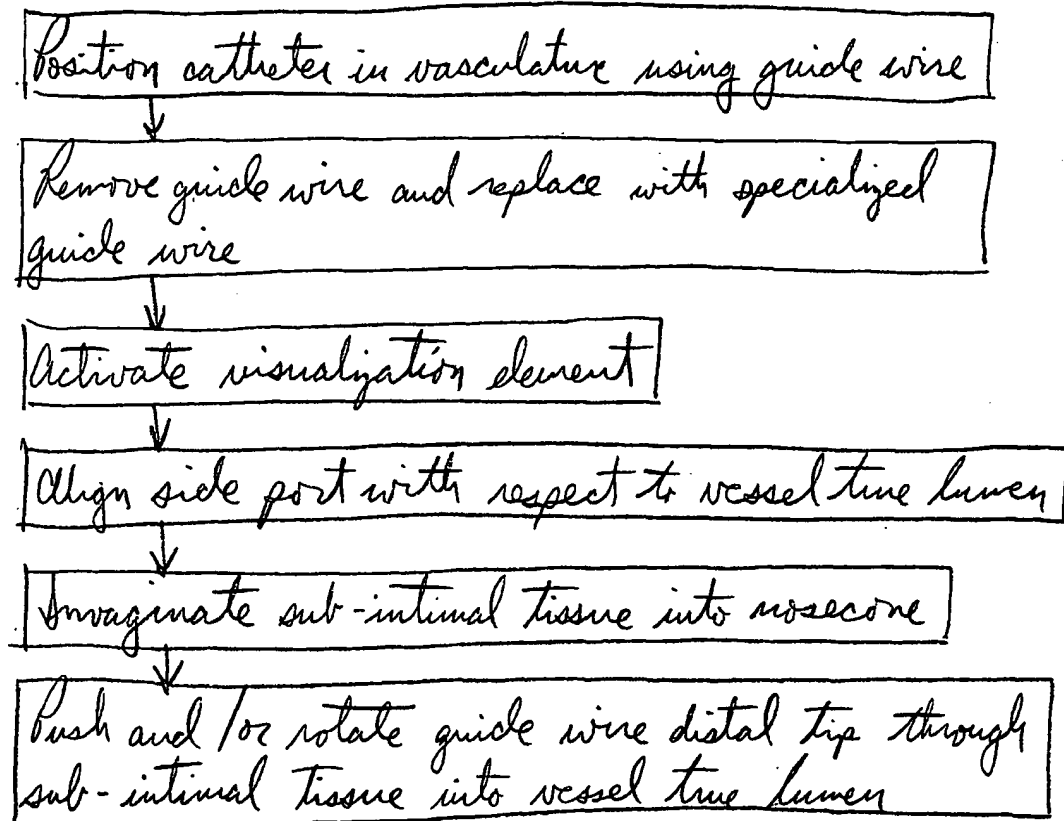 Position catheter in vasculature using guide wire
Remove guide wire and replace with specialized
guide wire
Activate visualization element
Align side port with respect to vessel true lumen
Invaginate sub-intimal tissue into nosecone
Push and/or rotate guide wire distal tip through
sub-intimal tissue into vessel true lumen